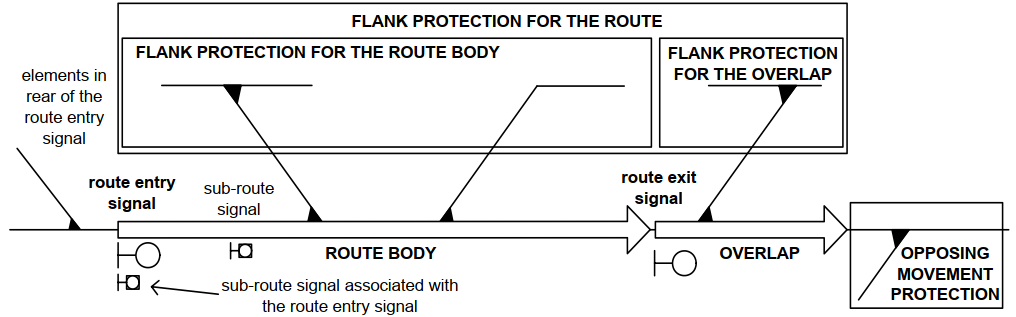 FLANK PROTECTION FOR THE ROUTE
FLANK PROTECTION FOR THE ROUTE BODY
FLANK PROTECTION
FOR THE OVERLAP
elements in
rear of the
route entry
signal
route entry
signal
sub-route
signal
route exit
signal
ROUTE BODY
OVERLAP
OPPOSING
MOVEMENT
PROTECTION
sub-route signal associated with
the route entry signal